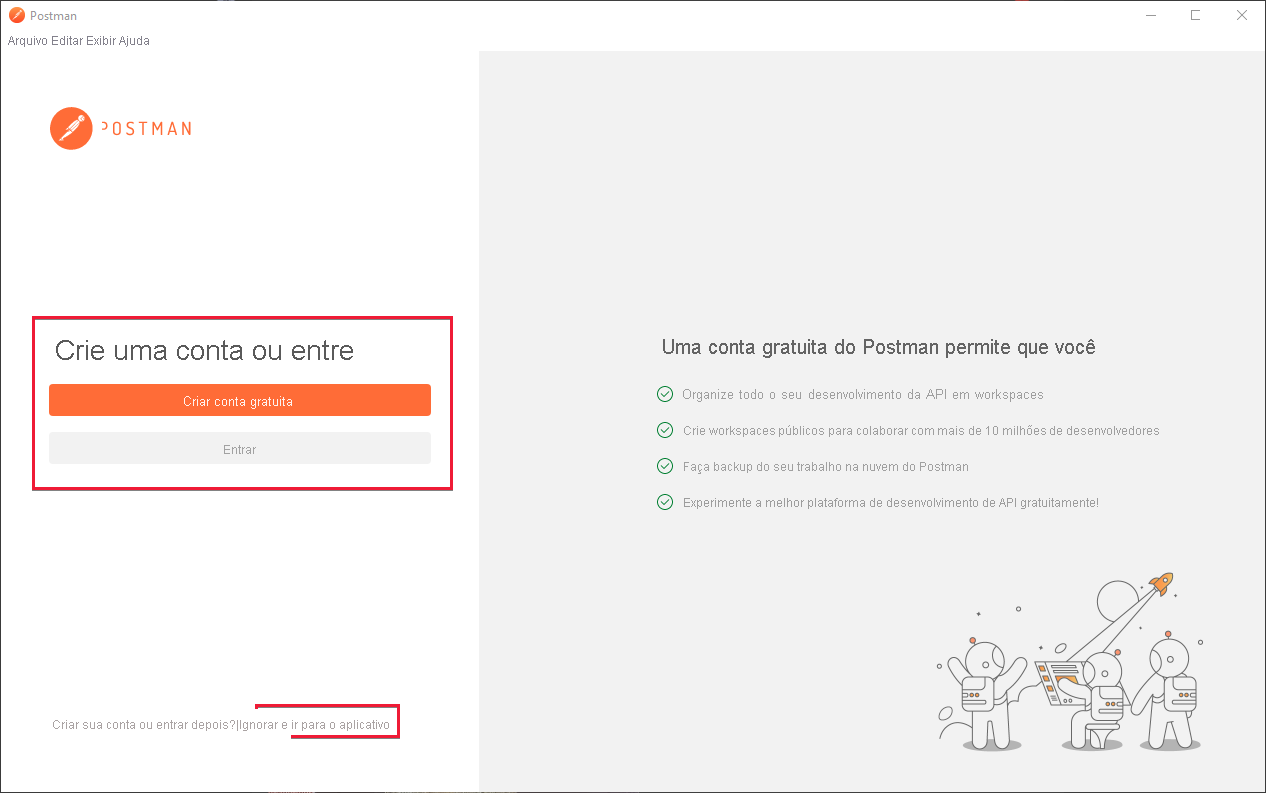 Postman
Arquivo Editar Exibir Ajuda
POSTMAN
Crie uma conta ou entre
Criar conta gratuita
Entrar
Criar sua conta ou entrar depois?|Ignorar e ir para o aplicativo
Uma conta gratuita do Postman permite que você
Organize todo o seu desenvolvimento da API em workspaces
Crie workspaces públicos para colaborar com mais de 10 milhões de desenvolvedores
Faça backup do seu trabalho na nuvem do Postman
Experimente a melhor plataforma de desenvolvimento de API gratuitamente!